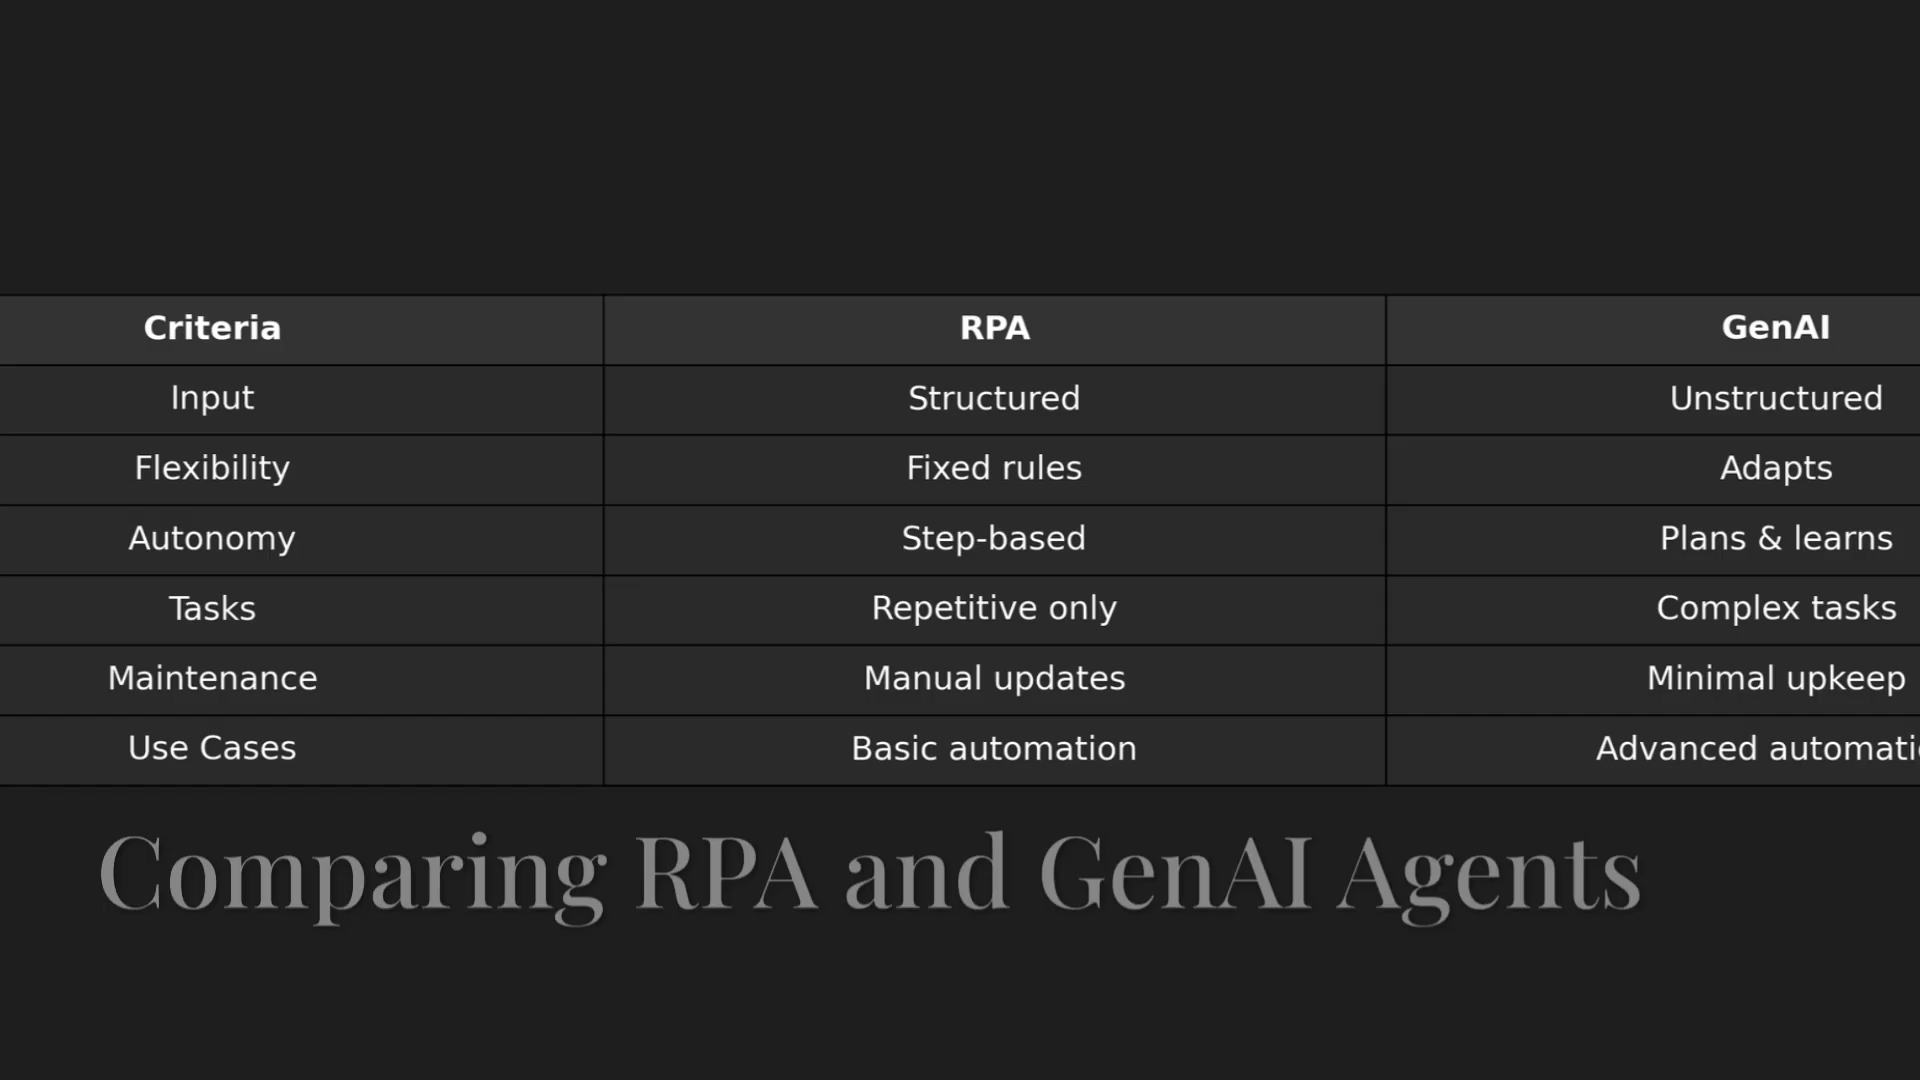 Criteria RPA GenAI
Input Structured Unstructured
Flexibility Fixed rules Adapts
Autonomy Step-based Plans & learns
Tasks Repetitive only Complex tasks
Maintenance Manual updates Minimal upkeep
Use Cases Basic automation Advanced
Comparing RPA and GenAI Agents